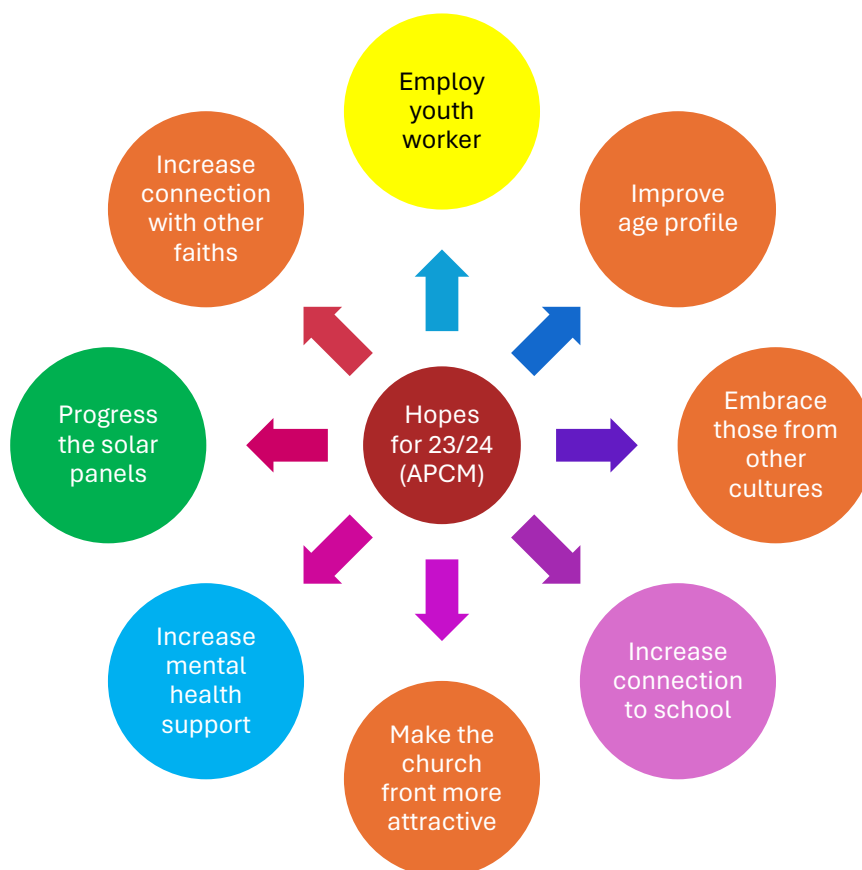 Employ
youth
worker
Improve
age profile
Embrace
those from
other
cultures
Increase
connection
to school
Make the
church
front more
attractive
Increase
mental
health
support
Progress
the solar
panels
Increase
connection
with other
faiths
Hopes
for 23/24
(APCM)